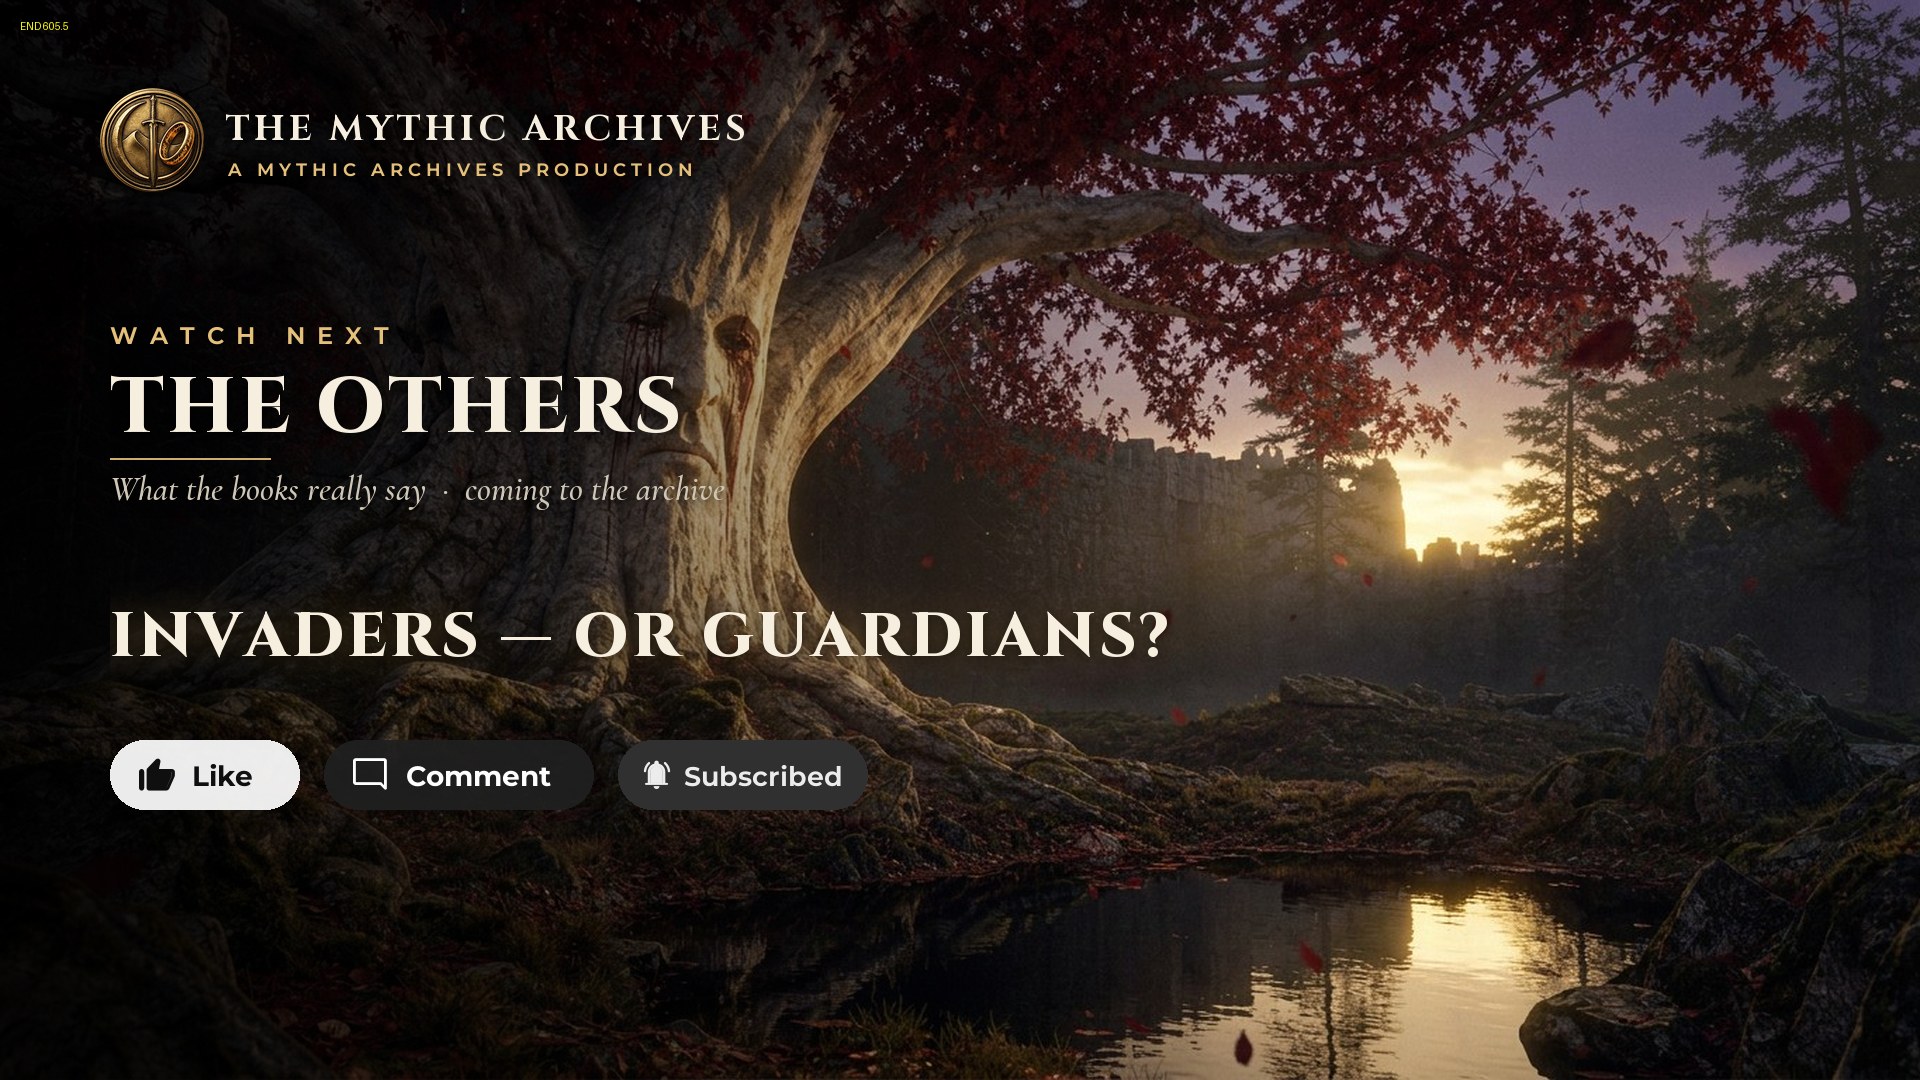 END605.5
THE MYTHIC ARCHIVES
A MYTHIC ARCHIVES PRODUCTION
WATCH NEXT
THE OTHERS
What the books really say · coming to the archive
INVADERS — OR GUARDIANS?
Like
Comment
Subscribed